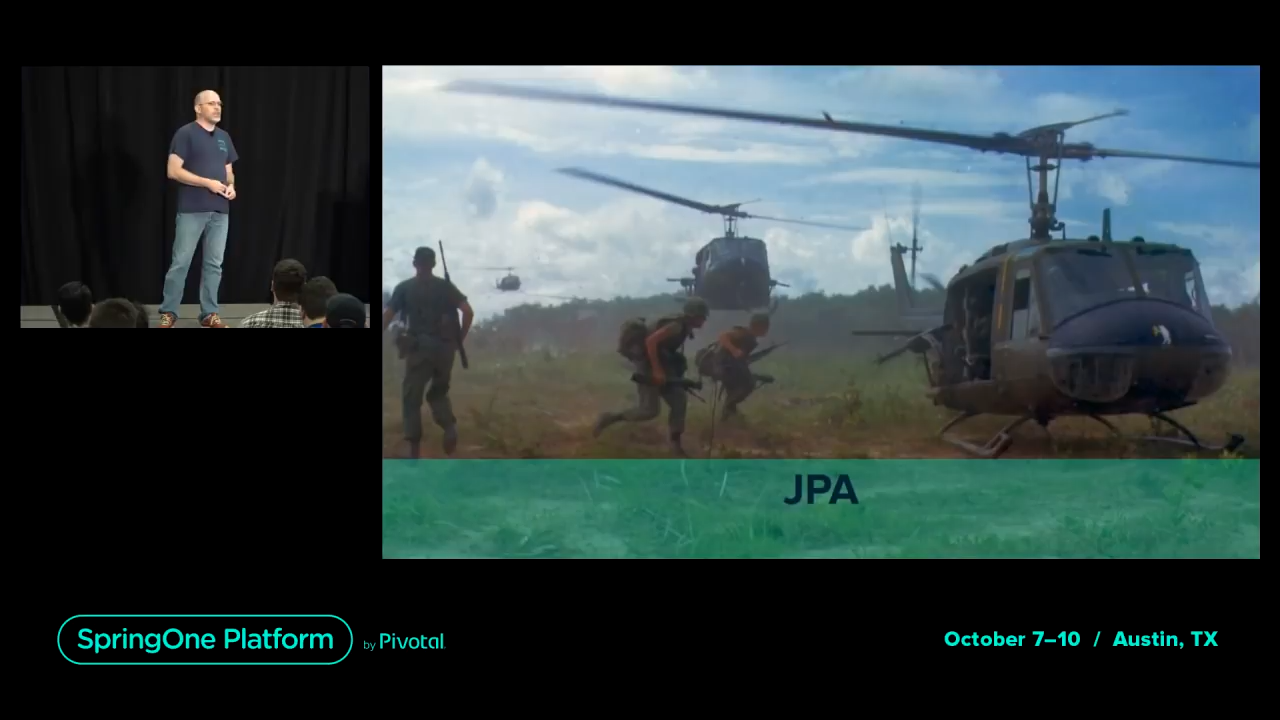 JPA
SpringOne Platform
by Pivotal
October 7–10 / Austin, TX